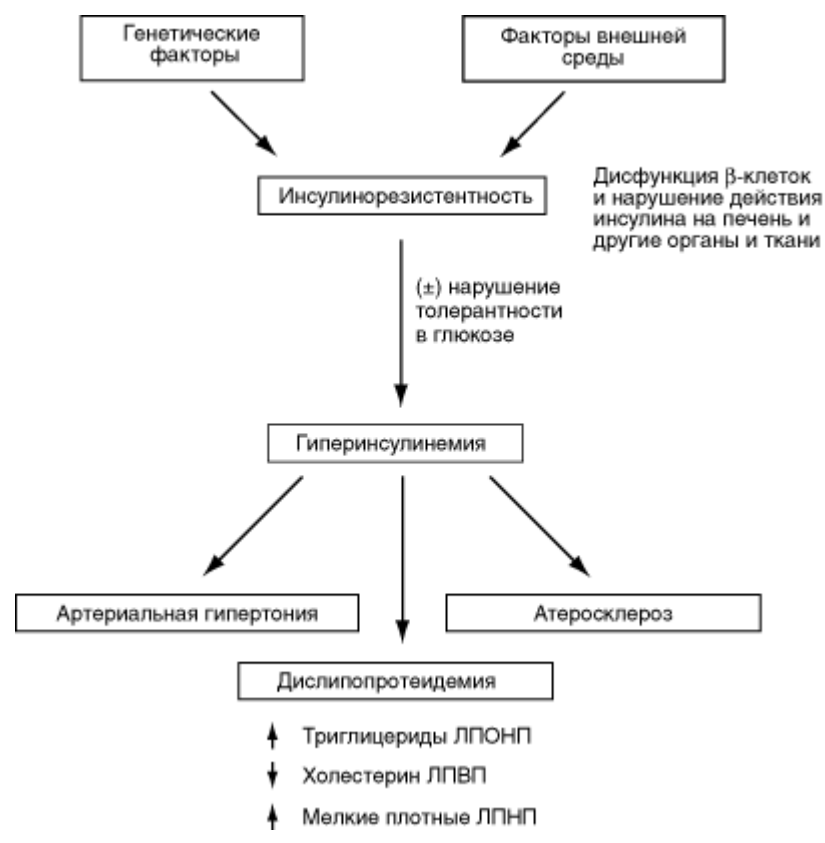 Генетические
факторы
Факторы внешней
среды
Инсулинорезистентность
Дисфункция β-клеток
и нарушение действия
инсулина на печень и
другие органы и ткани
(±) нарушение
толерантности
в глюкозе
Гиперинсулинемия
Артериальная гипертония
Атеросклероз
Дислипопротеидемия
Триглицериды ЛПОНП
Холестерин ЛПВП
Мелкие плотные ЛПНП